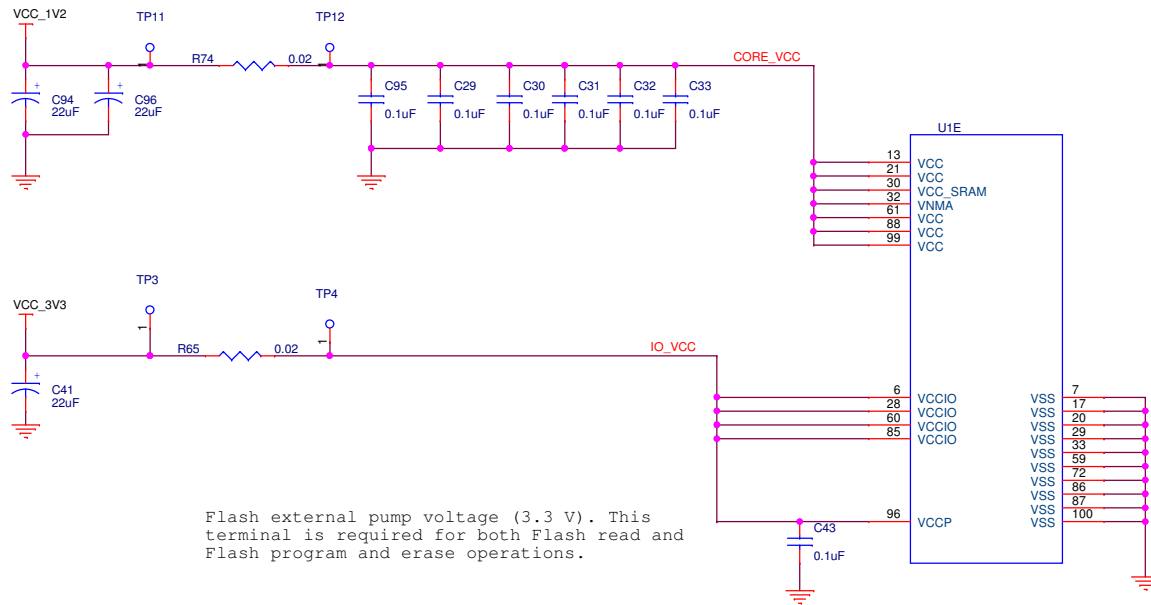 VCC_1V2
TP11
TP12
1
R74
0.02
1
CORE_VCC
+
C94
22uF
+
C96
22uF
C95
0.1uF
C29
0.1uF
C30
0.1uF
C31
0.1uF
C32
0.1uF
C33
0.1uF
U1E
13
VCC
21
VCC
30
VCC_SRAM
32
VNMA
61
VCC
88
VCC
99
VCC
VCC_3V3
TP3
1
TP4
1
R65
0.02
IO_VCC
+
C41
22uF
6
VCCIO
28
VCCIO
60
VCCIO
85
VCCIO
96
VCCP
VSS
7
VSS
17
VSS
20
VSS
29
VSS
33
VSS
59
VSS
72
VSS
86
VSS
87
VSS
100
C43
0.1uF
Flash external pump voltage (3.3 V). This
terminal is required for both Flash read and
Flash program and erase operations.